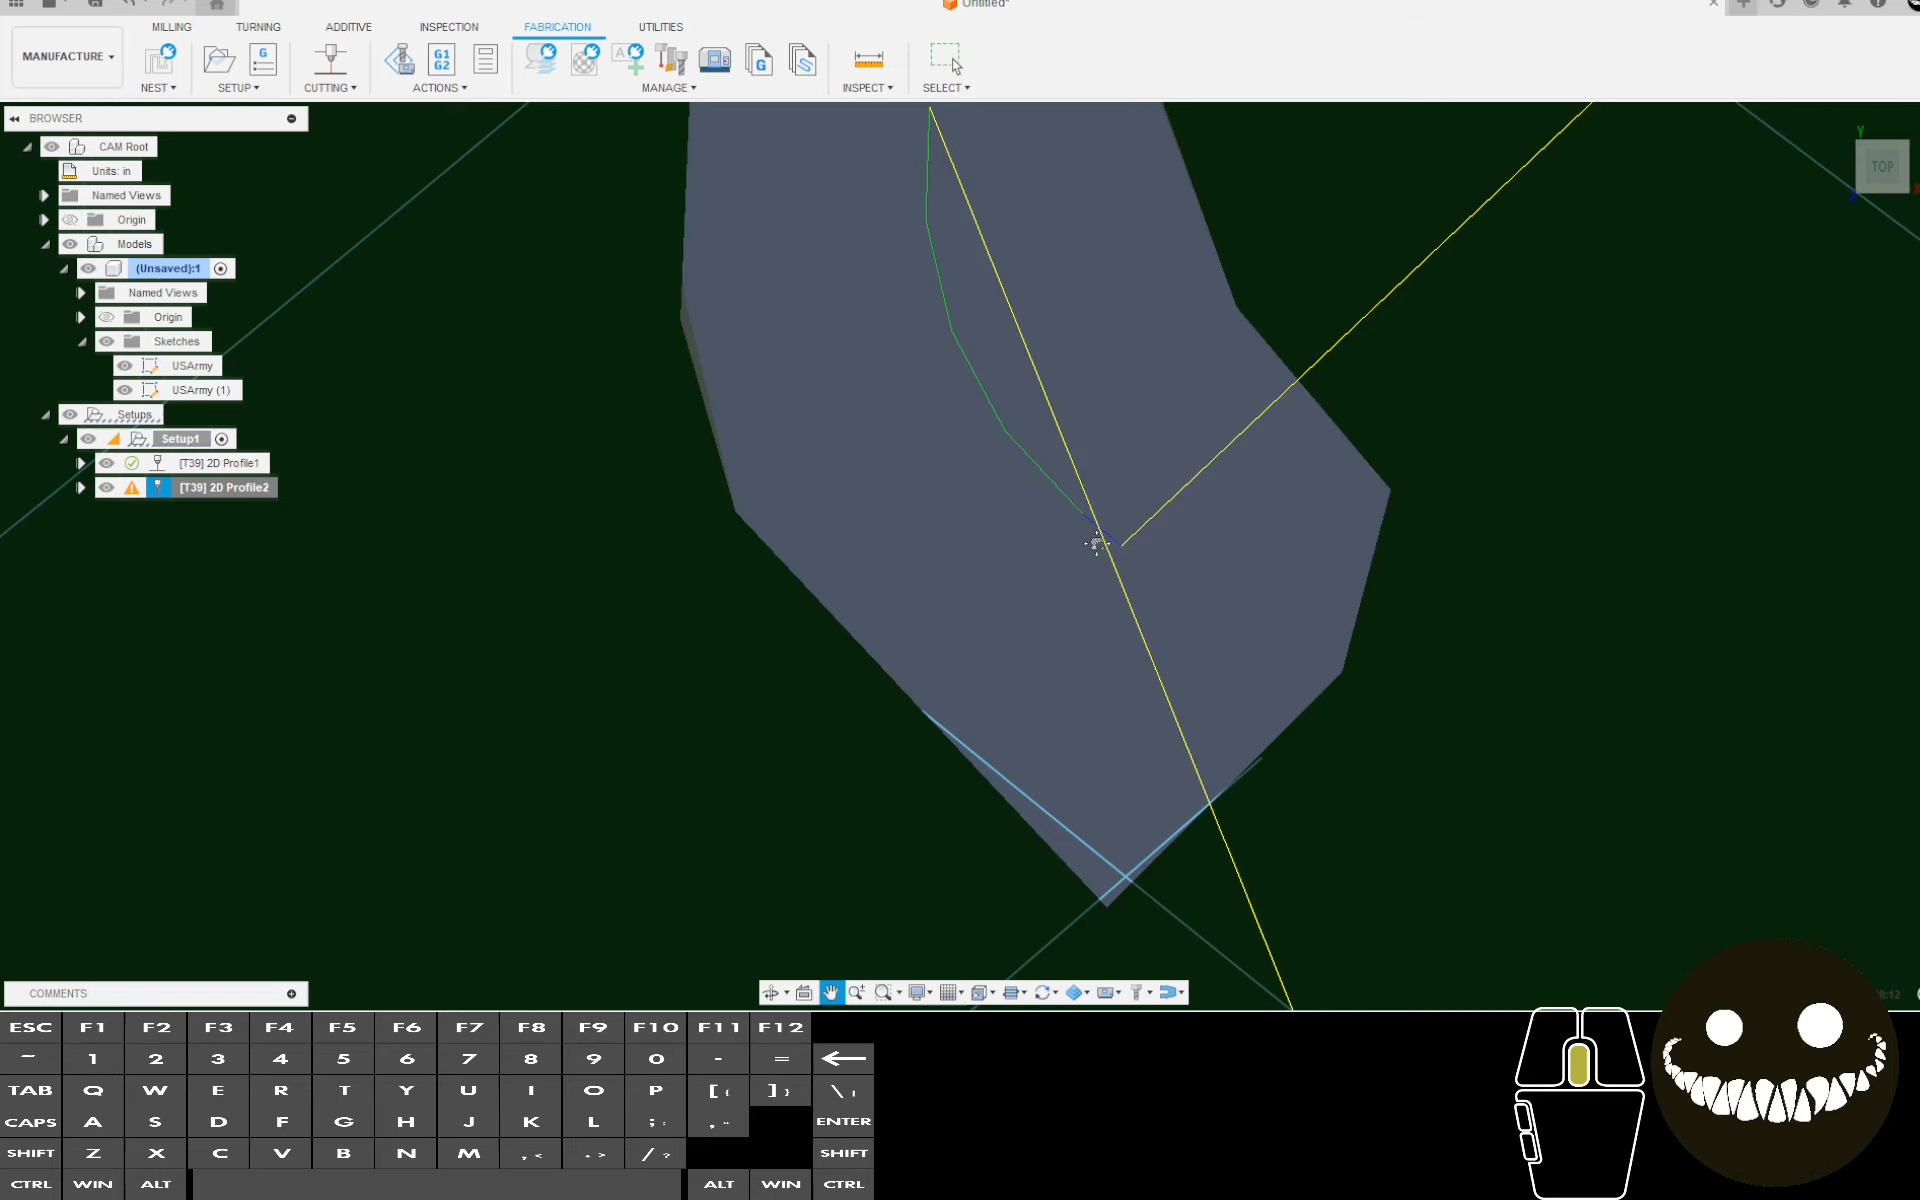 Untitled*
MILLING TURNING ADDITIVE INSPECTION FABRICATION UTILITIES
MANUFACTURE
G G1 G2 A G S
NEST SETUP CUTTING ACTIONS MANAGE INSPECT SELECT
BROWSER
CAM Root
Units: in
Named Views
Origin
Models
(Unsaved):1
Named Views
Origin
Sketches
USArmy
USArmy (1)
Setups
Setup1
[T39] 2D Profile1
[T39] 2D Profile2
Y
TOP
COMMENTS
ESC F1 F2 F3 F4 F5 F6 F7 F8 F9 F10 F11 F12
~ 1 2 3 4 5 6 7 8 9 0 - =
TAB Q W E R T Y U I O P [{ ]} \|
CAPS A S D F G H J K L ;: ," ENTER
SHIFT Z X C V B N M ,< .> /? SHIFT
CTRL WIN ALT ALT WIN CTRL